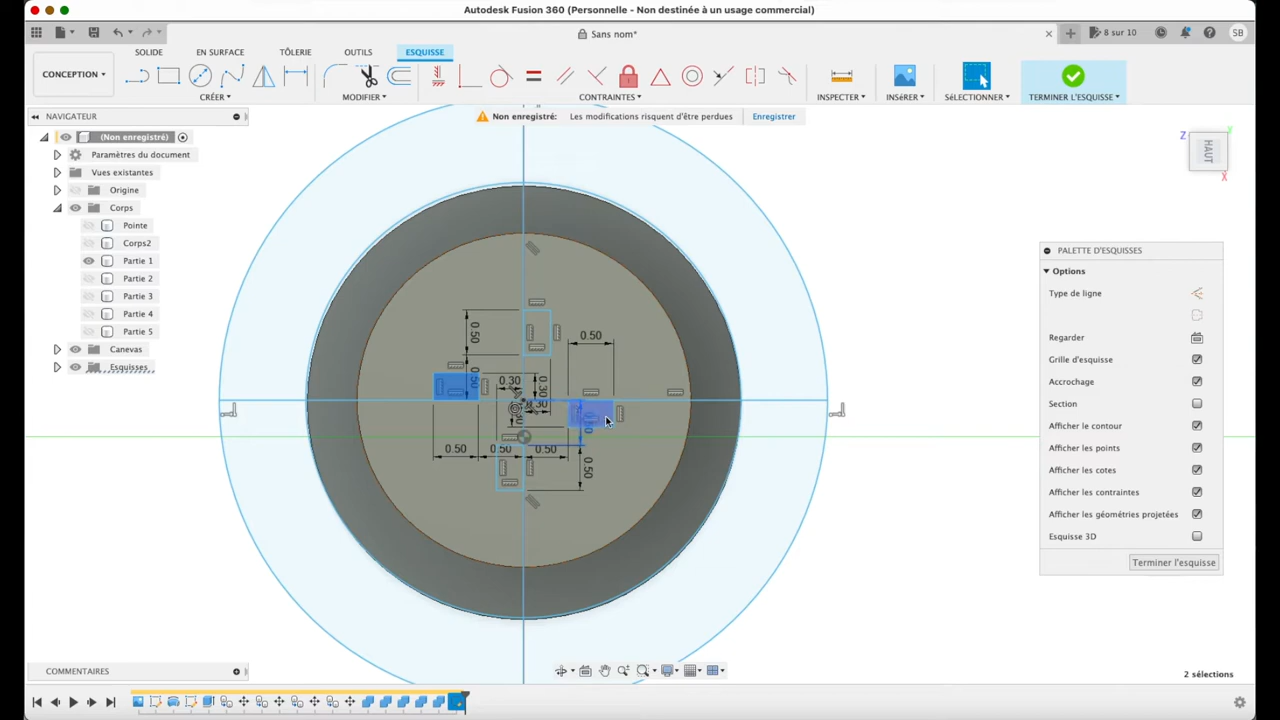 Autodesk Fusion 360 (Personnelle - Non destinée à un usage commercial)
Sans nom*
8 sur 10
SB
CONCEPTION
SOLIDE
EN SURFACE
TÔLERIE
OUTILS
ESQUISSE
CRÉER
MODIFIER
CONTRAINTES
INSPECTER
INSÉRER
SÉLECTIONNER
TERMINER L'ESQUISSE
NAVIGATEUR
Non enregistré:
Les modifications risquent d'être perdues
Enregistrer
(Non enregistré)
Paramètres du document
Vues existantes
Origine
Corps
Pointe
Corps2
Partie 1
Partie 2
Partie 3
Partie 4
Partie 5
Canevas
Esquisses
HAUT
Z
Y
X
0.50
0.50
0.50
0.30
0.30
0.30
0.50
0.50
0.50
0.50
PALETTE D'ESQUISSES
Options
Type de ligne
Regarder
Grille d'esquisse
Accrochage
Section
Afficher le contour
Afficher les points
Afficher les cotes
Afficher les contraintes
Afficher les géométries projetées
Esquisse 3D
Terminer l'esquisse
COMMENTAIRES
2 sélections